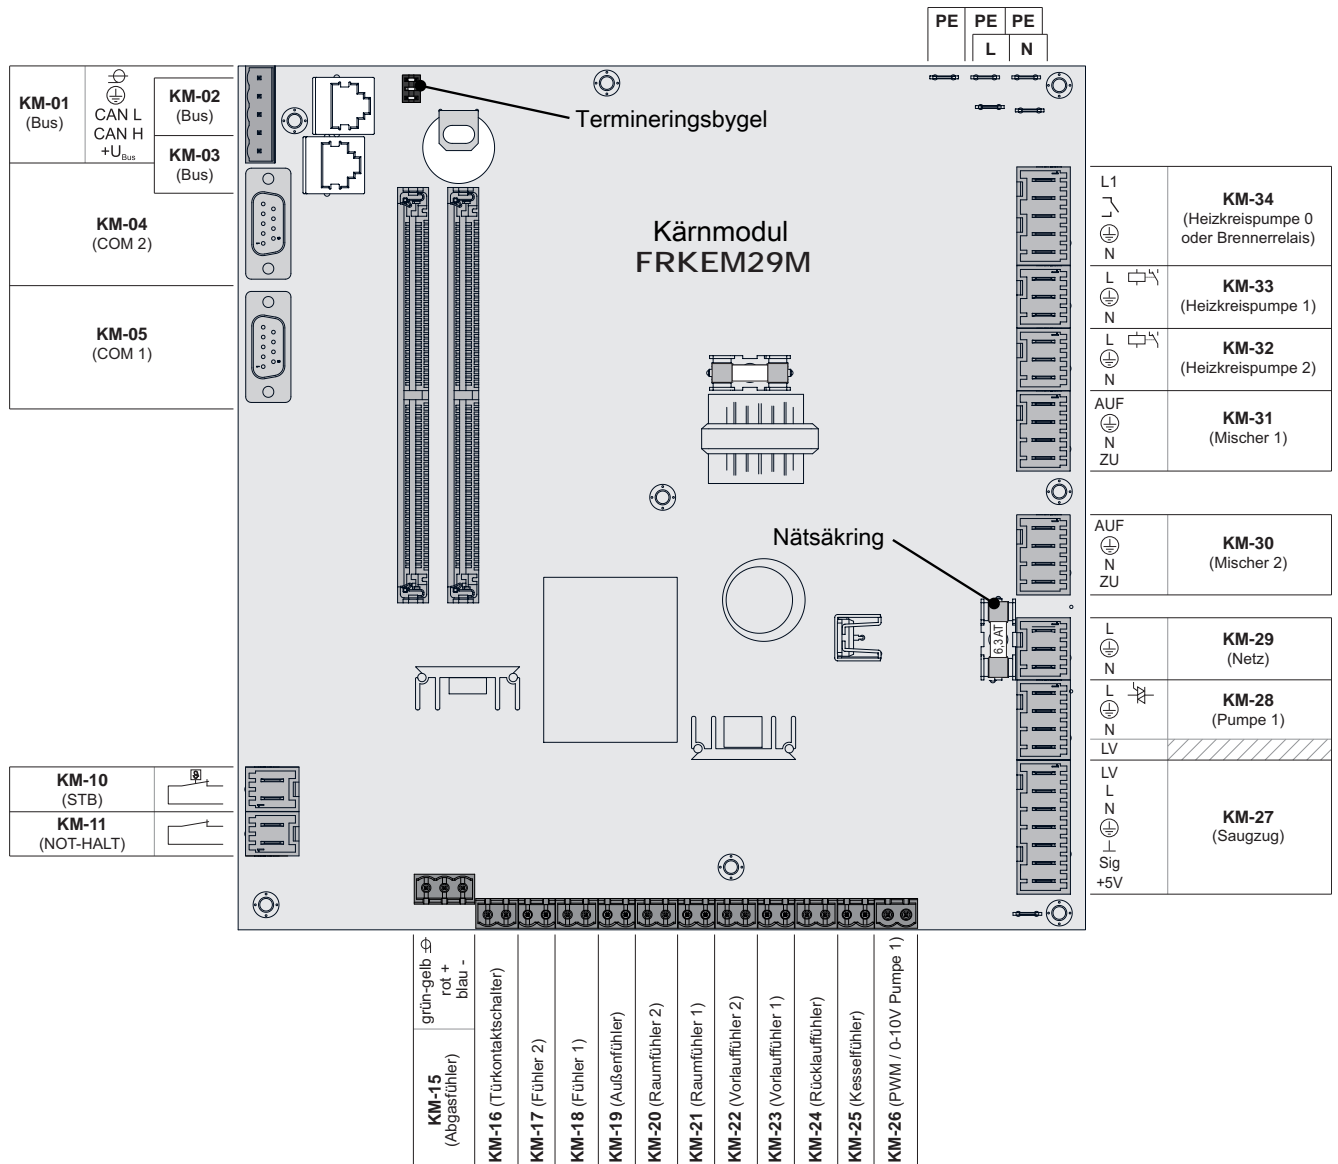 PE PE PE
L N
KM-01
(Bus)
CAN L
CAN H
+U Bus
KM-02
(Bus)
KM-03
(Bus)
KM-04
(COM 2)
KM-05
(COM 1)
Termineringsbygel
Kärnmodul
FRKEM29M
L1
N
KM-34
(Heizkreispumpe 0
oder Brennerrelais)
L
N
KM-33
(Heizkreispumpe 1)
L
N
KM-32
(Heizkreispumpe 2)
AUF
N
ZU
KM-31
(Mischer 1)
Nätsäkring
AUF
N
ZU
KM-30
(Mischer 2)
6,3 AT
L
N
KM-29
(Netz)
L
N
LV
KM-28
(Pumpe 1)
LV
L
N
Sig
+5V
KM-27
(Saugzug)
KM-10
(STB)
KM-11
(NOT-HALT)
grün-gelb
rot +
blau -
KM-15
(Abgasfühler)
KM-16 (Türkontaktschalter)
KM-17 (Fühler 2)
KM-18 (Fühler 1)
KM-19 (Außenfühler)
KM-20 (Raumfühler 2)
KM-21 (Raumfühler 1)
KM-22 (Vorlauffühler 2)
KM-23 (Vorlauffühler 1)
KM-24 (Rücklauffühler)
KM-25 (Kesselfühler)
KM-26 (PWM / 0-10V Pumpe 1)